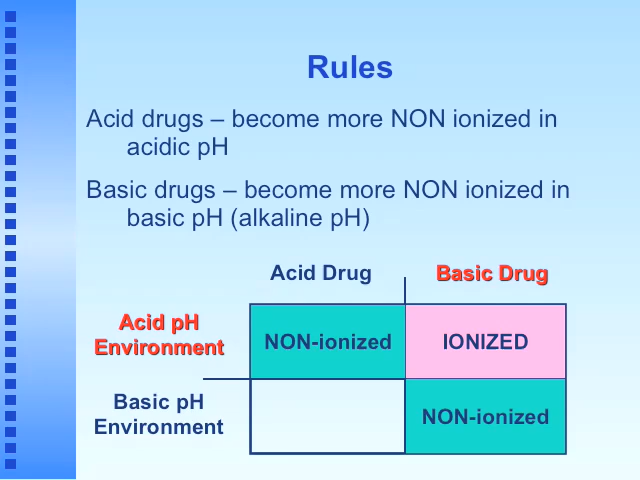 Rules
Acid drugs – become more NON ionized in
acidic pH
Basic drugs – become more NON ionized in
basic pH (alkaline pH)
Acid Drug
Basic Drug
Acid pH
Environment
NON-ionized
IONIZED
Basic pH
Environment
NON-ionized